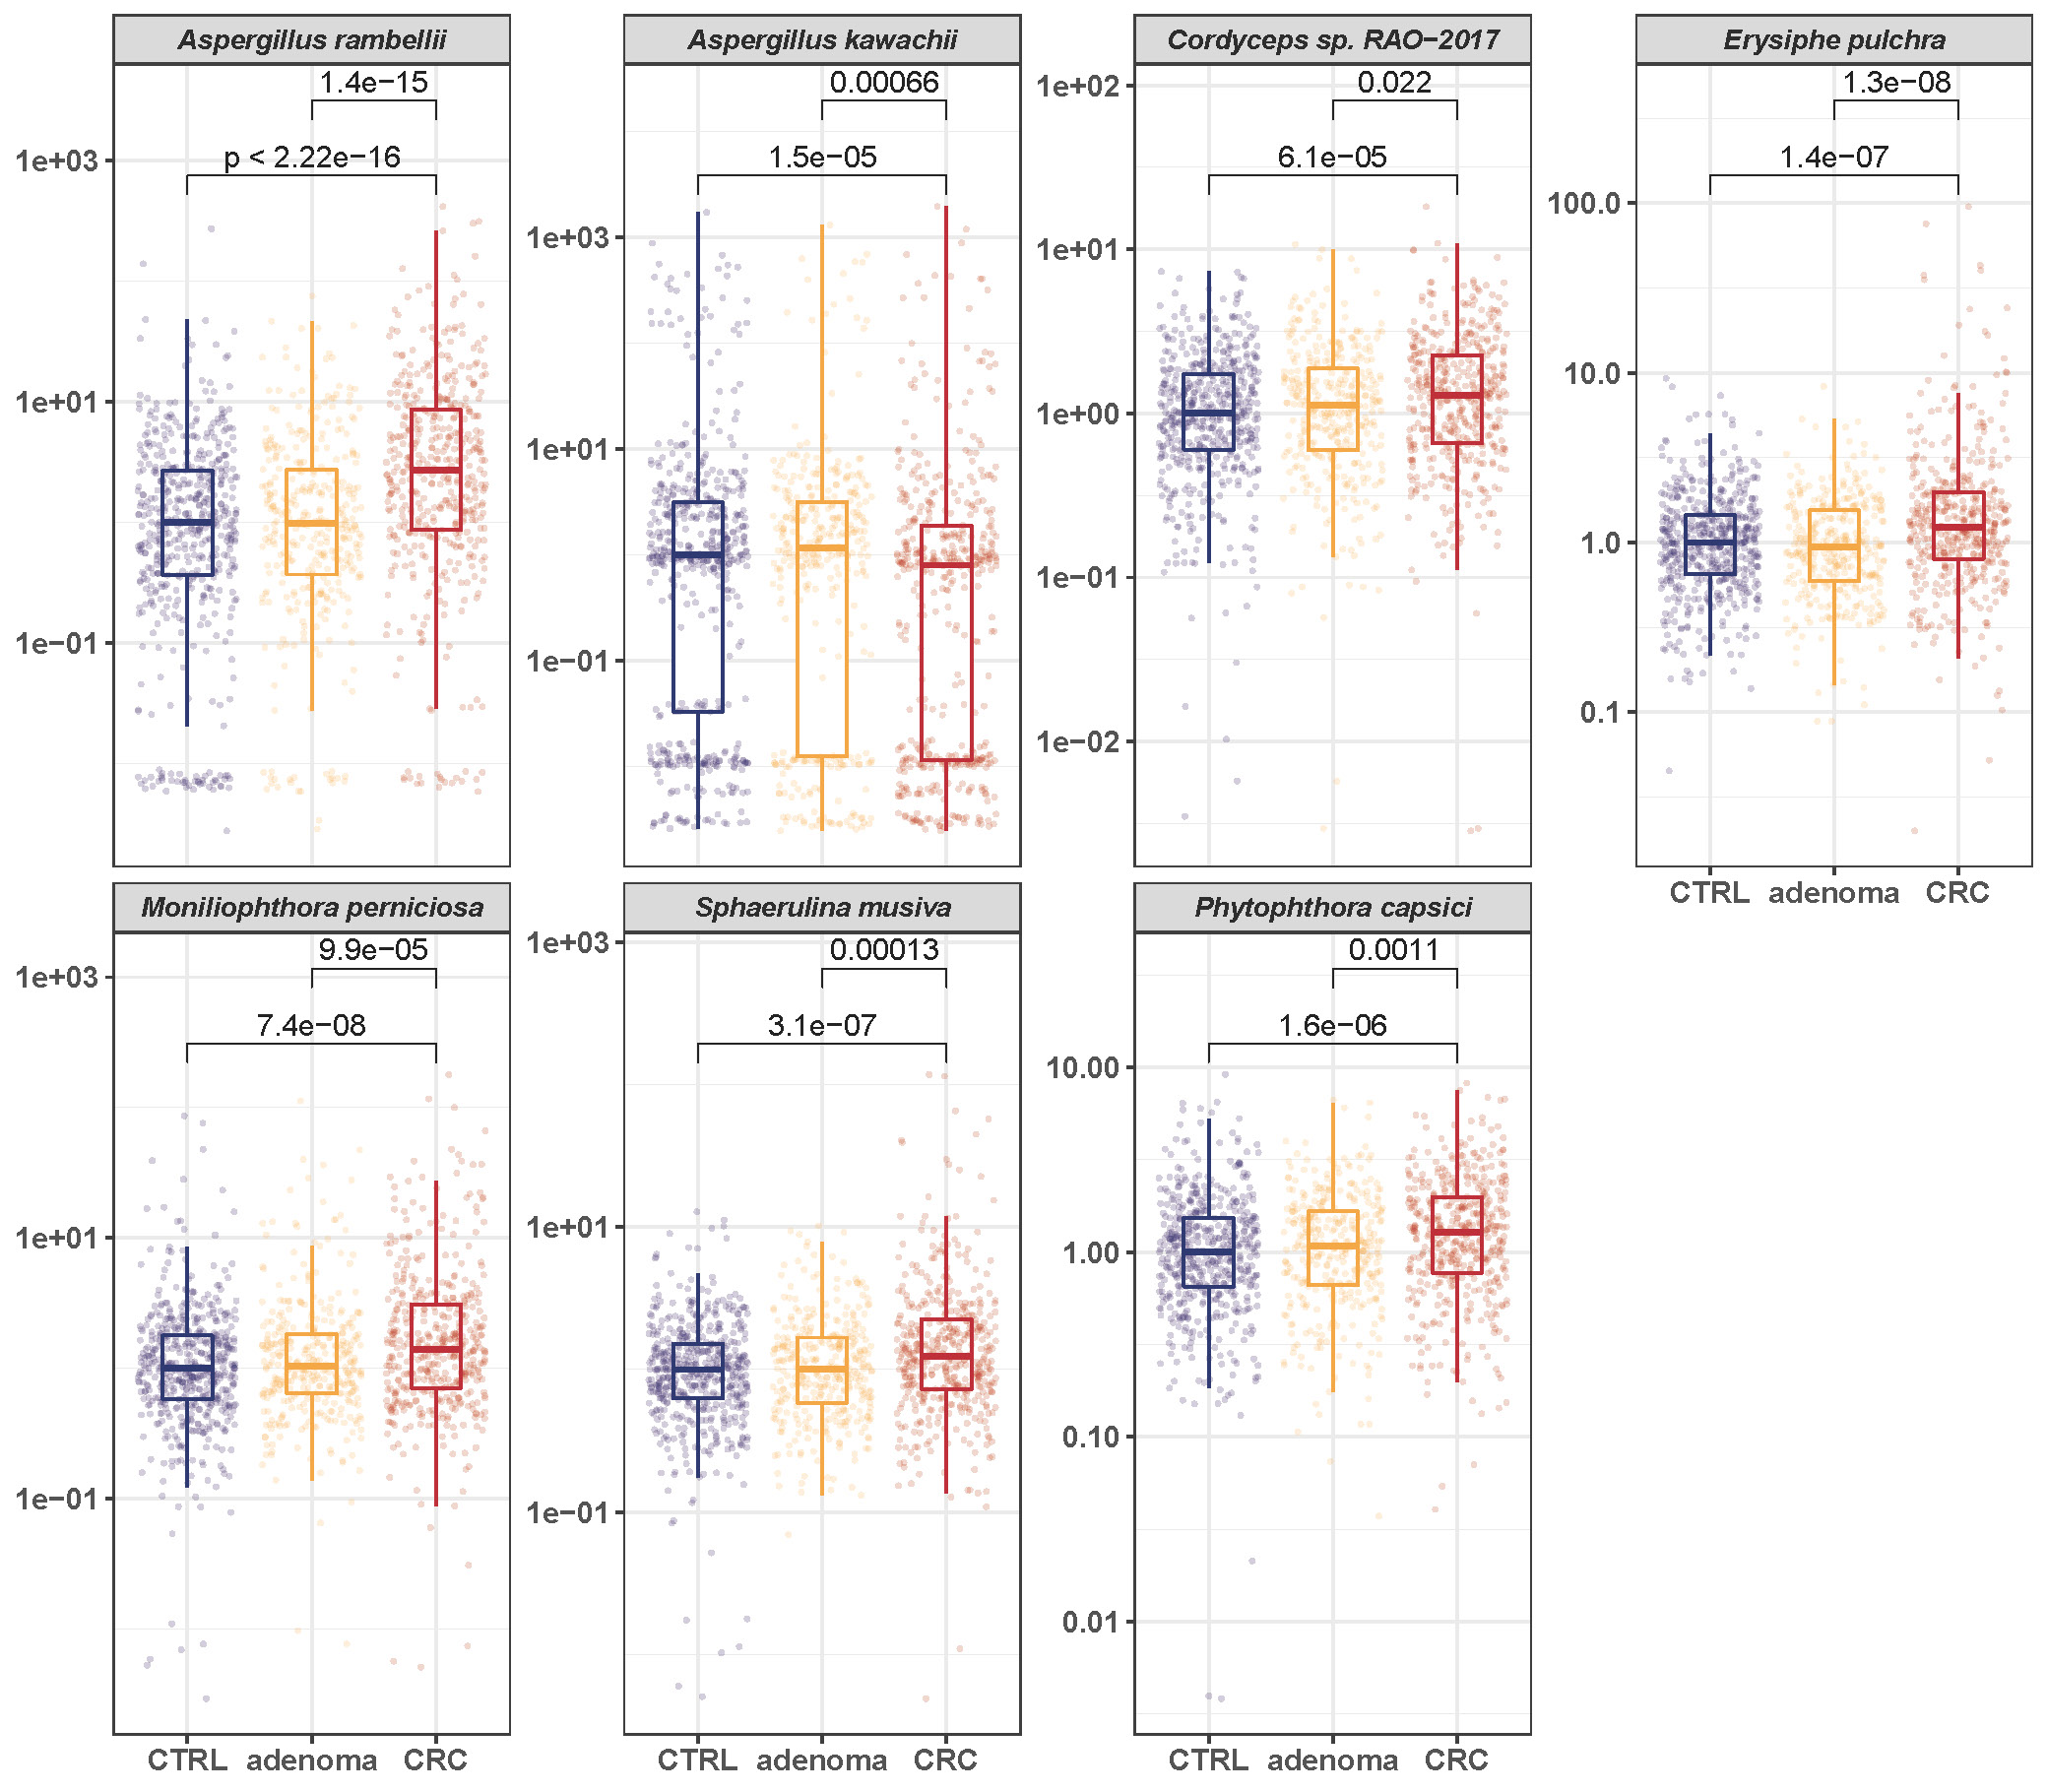 Aspergillus rambellii
Aspergillus kawachii
Cordyceps sp. RAO−2017
Erysiphe pulchra
1.4e−15
p < 2.22e−16
1e+03
1e+01
1e−01
0.00066
1.5e−05
1e+03
1e+01
1e−01
0.022
6.1e−05
1e+02
1e+01
1e+00
1e−01
1e−02
1.3e−08
1.4e−07
100.0
10.0
1.0
0.1
CTRL adenoma CRC
Moniliophthora perniciosa
Sphaerulina musiva
Phytophthora capsici
9.9e−05
7.4e−08
1e+03
1e+01
1e−01
CTRL adenoma CRC
0.00013
3.1e−07
1e+03
1e+01
1e−01
CTRL adenoma CRC
0.0011
1.6e−06
10.00
1.00
0.10
0.01
CTRL adenoma CRC